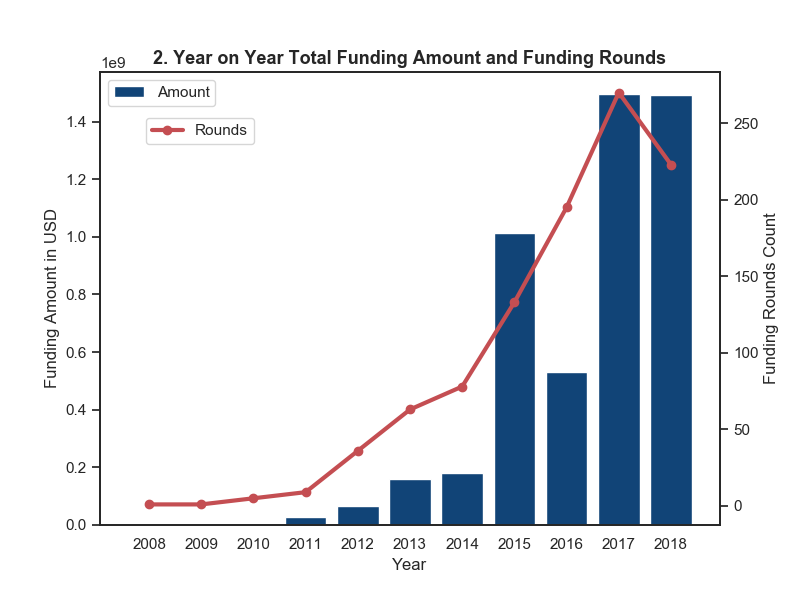 2. Year on Year Total Funding Amount and Funding Rounds
1e9
Amount
Rounds
Funding Amount in USD
1.4
1.2
1.0
0.8
0.6
0.4
0.2
0.0
250
200
150
100
50
0
Funding Rounds Count
2008 2009 2010 2011 2012 2013 2014 2015 2016 2017 2018
Year